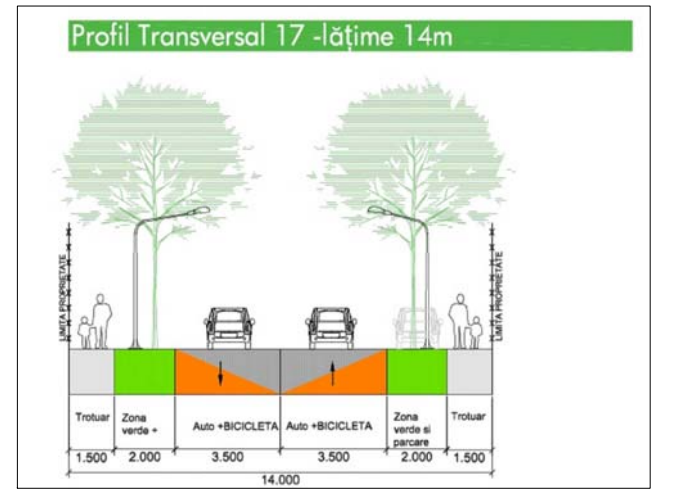 Profil Transversal 17 -lățime 14m
LIMITA PROPRIETATE
LIMITA PROPRIETATE
Trotuar
Zona
verde +
Auto +BICICLETA
Auto +BICICLETA
Zona
verde si
parcare
Trotuar
1.500
2.000
3.500
3.500
2.000
1.500
14.000